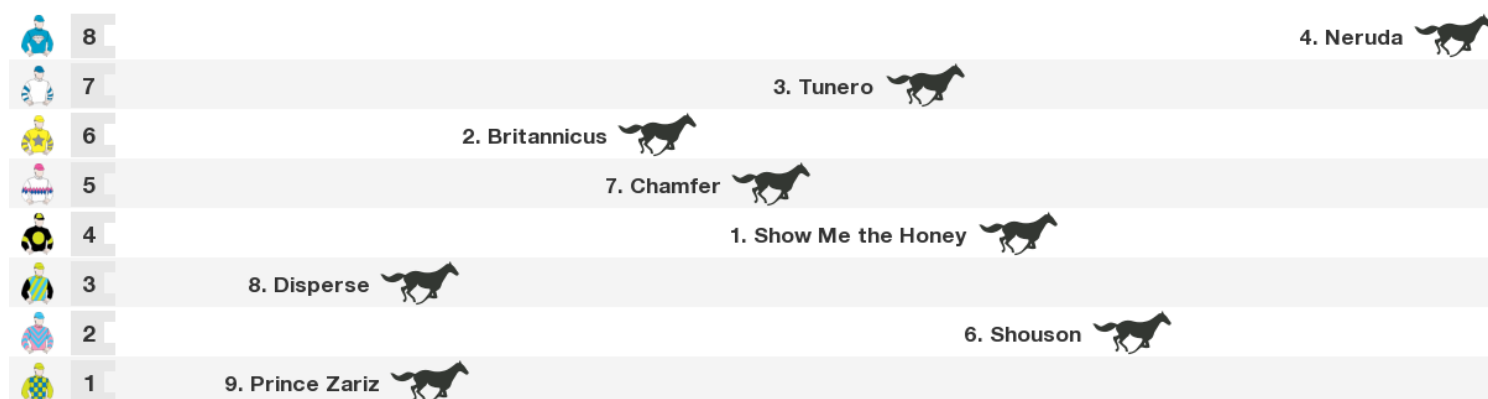 8 4. Neruda
7 3. Tunero
6 2. Britannicus
5 7. Chamfer
4 1. Show Me the Honey
3 8. Disperse
2 6. Shouson
1 9. Prince Zariz